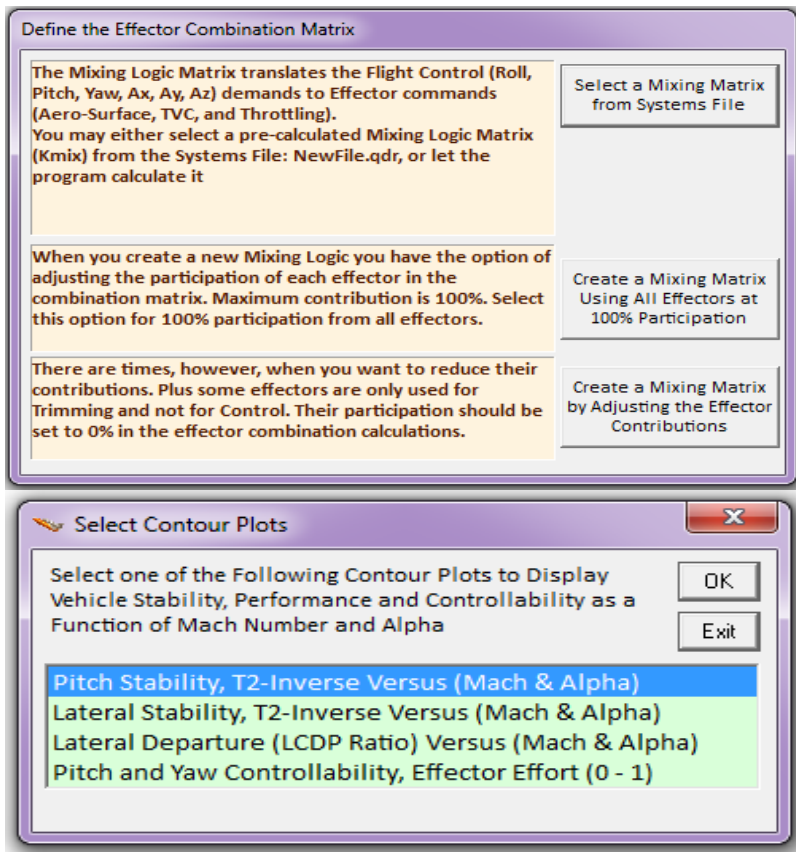 Define the Effector Combination Matrix
The Mixing Logic Matrix translates the Flight Control (Roll,
Pitch, Yaw, Ax, Ay, Az) demands to Effector commands
(Aero-Surface, TVC, and Throttling).
You may either select a pre-calculated Mixing Logic Matrix
(Kmix) from the Systems File: NewFile.qdr, or let the
program calculate it
Select a Mixing Matrix
from Systems File
When you create a new Mixing Logic you have the option of
adjusting the participation of each effector in the
combination matrix. Maximum contribution is 100%. Select
this option for 100% participation from all effectors.
Create a Mixing Matrix
Using All Effectors at
100% Participation
There are times, however, when you want to reduce their
contributions. Plus some effectors are only used for
Trimming and not for Control. Their participation should be
set to 0% in the effector combination calculations.
Create a Mixing Matrix
by Adjusting the Effector
Contributions
Select Contour Plots
Select one of the Following Contour Plots to Display
Vehicle Stability, Performance and Controllability as a
Function of Mach Number and Alpha
OK
Exit
Pitch Stability, T2-Inverse Versus (Mach & Alpha)
Lateral Stability, T2-Inverse Versus (Mach & Alpha)
Lateral Departure (LCDP Ratio) Versus (Mach & Alpha)
Pitch and Yaw Controllability, Effector Effort (0 - 1)